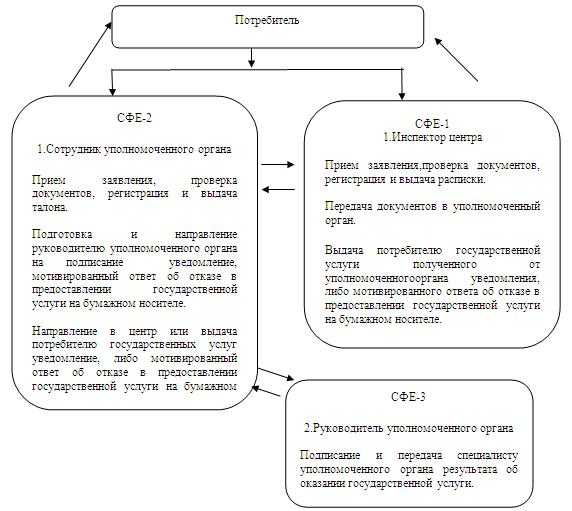 Потребитель
СФЕ-2
1.Сотрудник уполномоченного органа
Прием заявления, проверка
документов, регистрация и выдача
талона.
Подготовка и направление
руководителю уполномоченного органа
на подписание уведомление,
мотивированный ответ об отказе в
предоставлении государственной
услуги на бумажном носителе.
Направление в центр или выдача
потребителю государственных услуг
уведомление, либо мотивированный
ответ об отказе в предоставлении
государственной услуги на бумажном
СФЕ-1
1.Инспектор центра
Прием заявления,проверка документов,
регистрация и выдача расписки.
Передача документов в уполномоченный
орган.
Выдача потребителю государственной
услуги полученного от
уполномоченногооргана уведомления,
либо мотивированного ответа об отказе в
предоставлении государственной услуги
на бумажном носителе.
СФЕ-3
2.Руководитель уполномоченного органа
Подписание и передача специалисту
уполномоченного органа результата об
оказании государственной услуги.